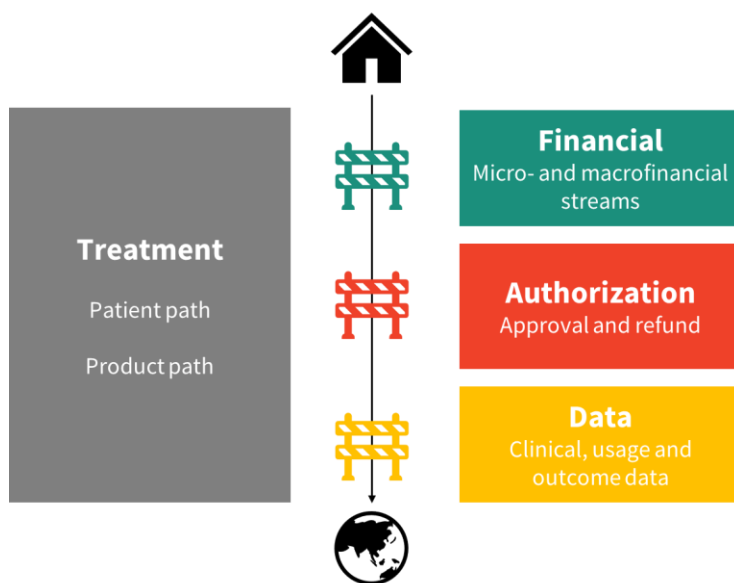 Treatment
Patient path
Product path
Financial
Micro- and macrofinancial
streams
Authorization
Approval and refund
Data
Clinical, usage and
outcome data